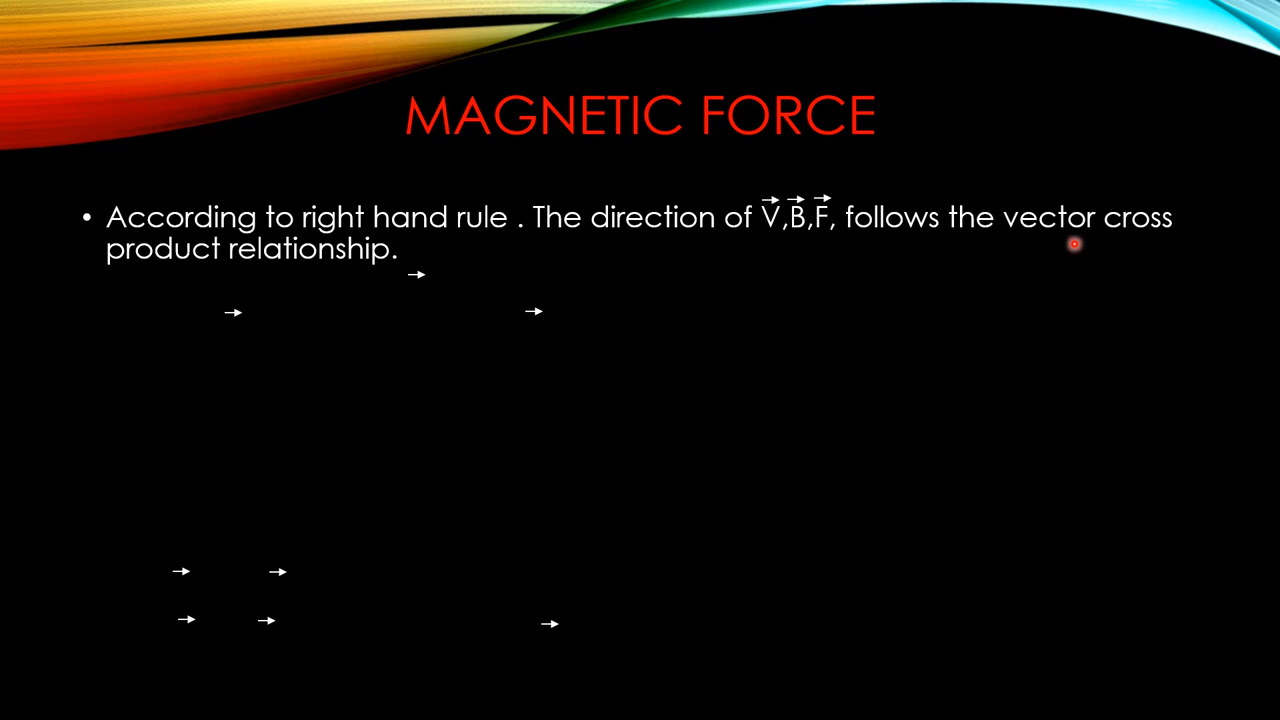 MAGNETIC FORCE
• According to right hand rule . The direction of V⃗,B⃗,F⃗, follows the vector cross
product relationship.